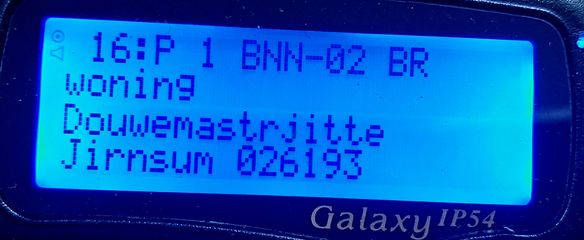 16:P 1 BNN-02 BR
woning
Douwemastrjitte
Jirnsum 026193
Galaxy IP54